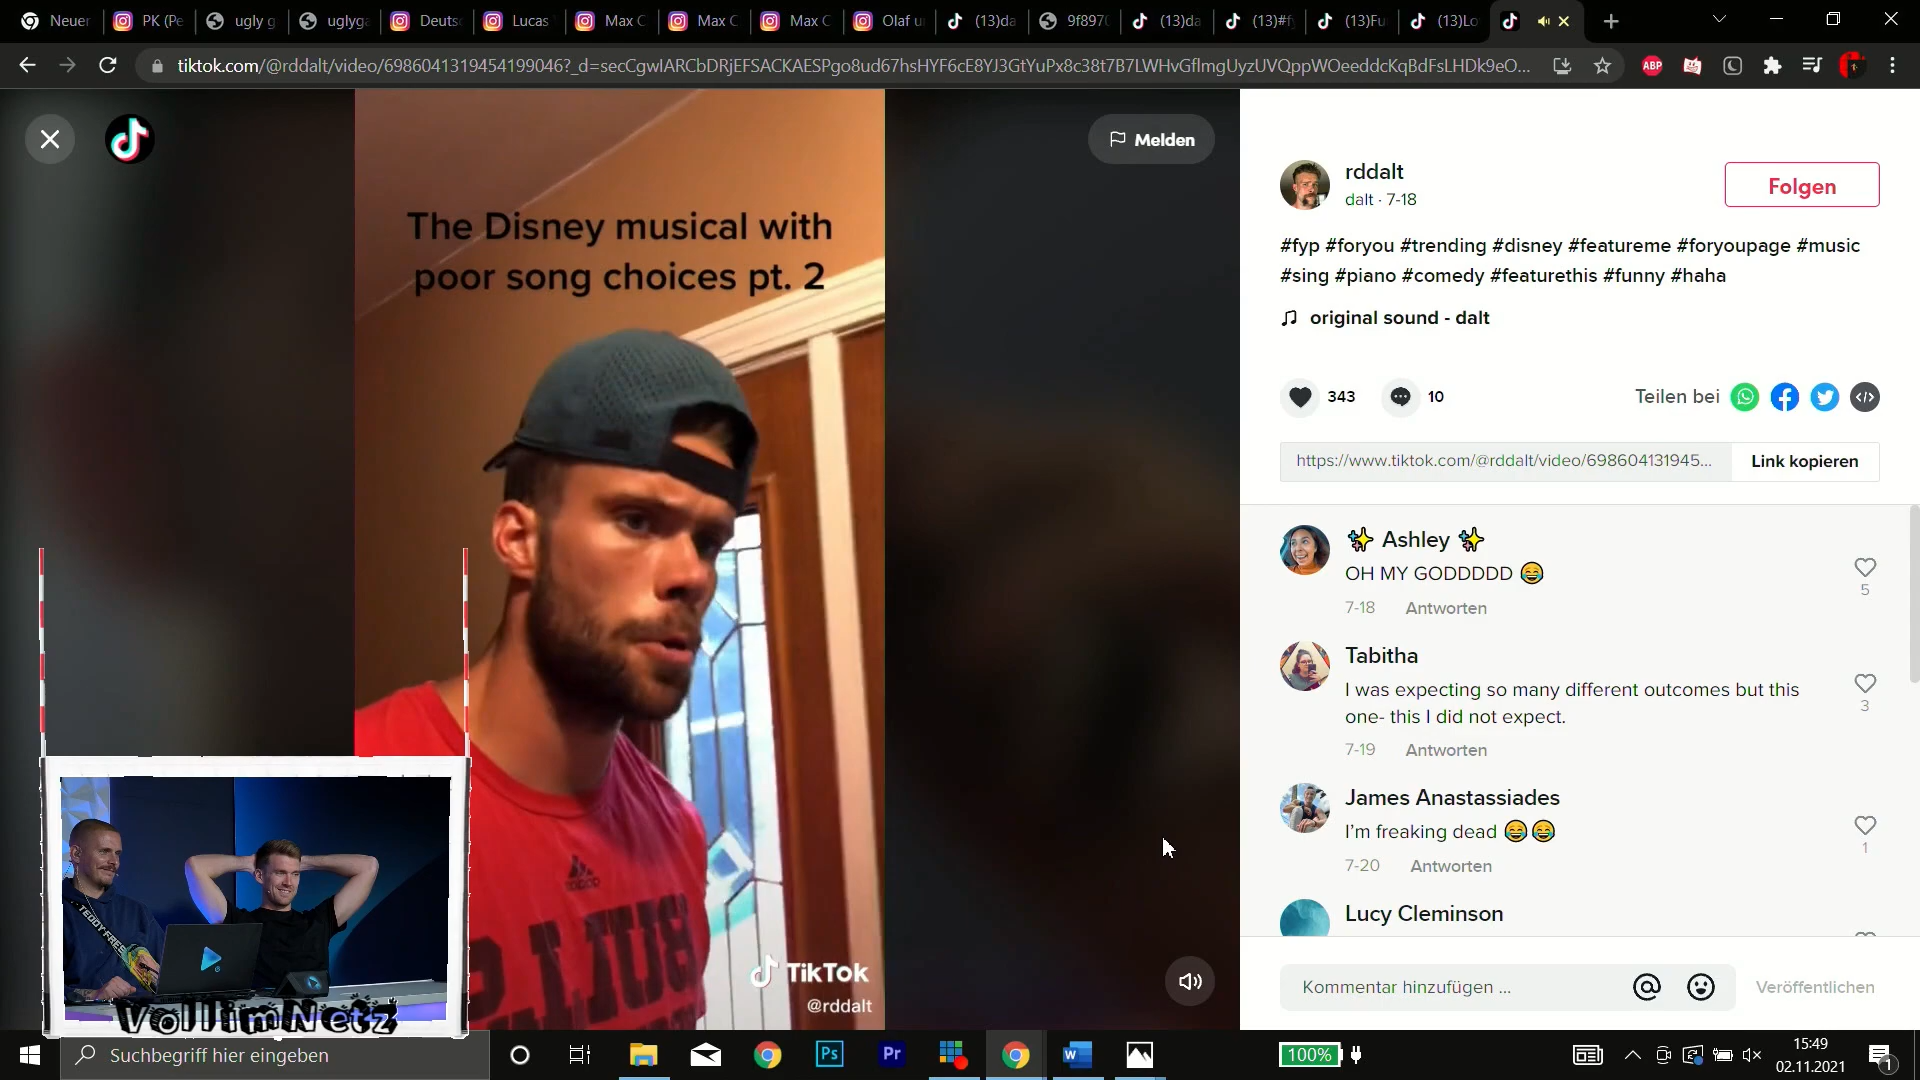 Neuer
PK (Pe
ugly g
uglyga
Deuts
Lucas
Max C
Max C
Max C
Olaf u
(13)da
9f8970
(13)da
(13)#f
(13)Fu
(13)Lo
tiktok.com/@rddalt/video/6986041319454199046?_d=secCgwIARCbDRjEFSACKAESPgo8ud67hsHYF6cE8YJ3GtYuPx8c38t7B7LWHvGflmgUyzUVQppWOeeddcKqBdFsLHDk9eO...
ABP
Melden
The Disney musical with
poor song choices pt. 2
TikTok
@rddalt
TEDDYFRES
VollimNetz
rddalt
dalt · 7-18
Folgen
#fyp #foryou #trending #disney #featureme #foryoupage #music
#sing #piano #comedy #featurethis #funny #haha
original sound - dalt
343
10
Teilen bei
https://www.tiktok.com/@rddalt/video/698604131945...
Link kopieren
✨ Ashley ✨
OH MY GODDDDD 😂
5
7-18 Antworten
Tabitha
I was expecting so many different outcomes but this
one- this I did not expect.
3
7-19 Antworten
James Anastassiades
I'm freaking dead 😂😂
1
7-20 Antworten
Lucy Cleminson
Kommentar hinzufügen ...
Veröffentlichen
Suchbegriff hier eingeben
Ps
Pr
W
100%
15:49
02.11.2021
1